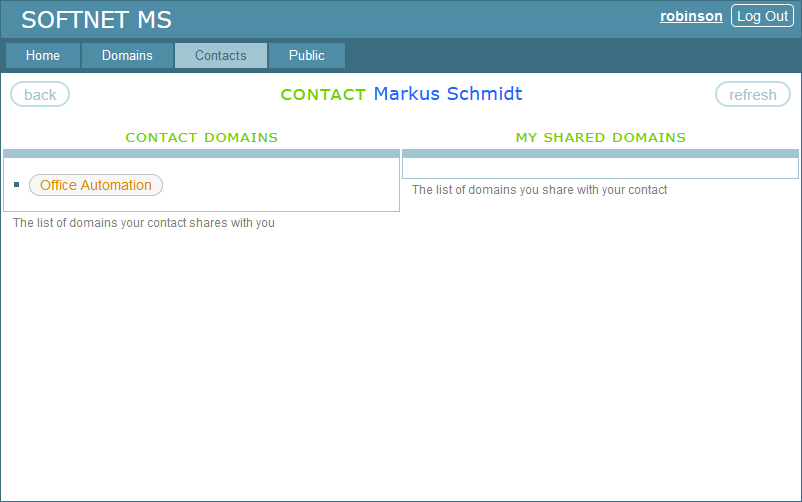 SOFTNET MS
robinson Log Out
Home Domains Contacts Public
back CONTACT Markus Schmidt refresh
CONTACT DOMAINS
Office Automation
The list of domains your contact shares with you
MY SHARED DOMAINS
The list of domains you share with your contact